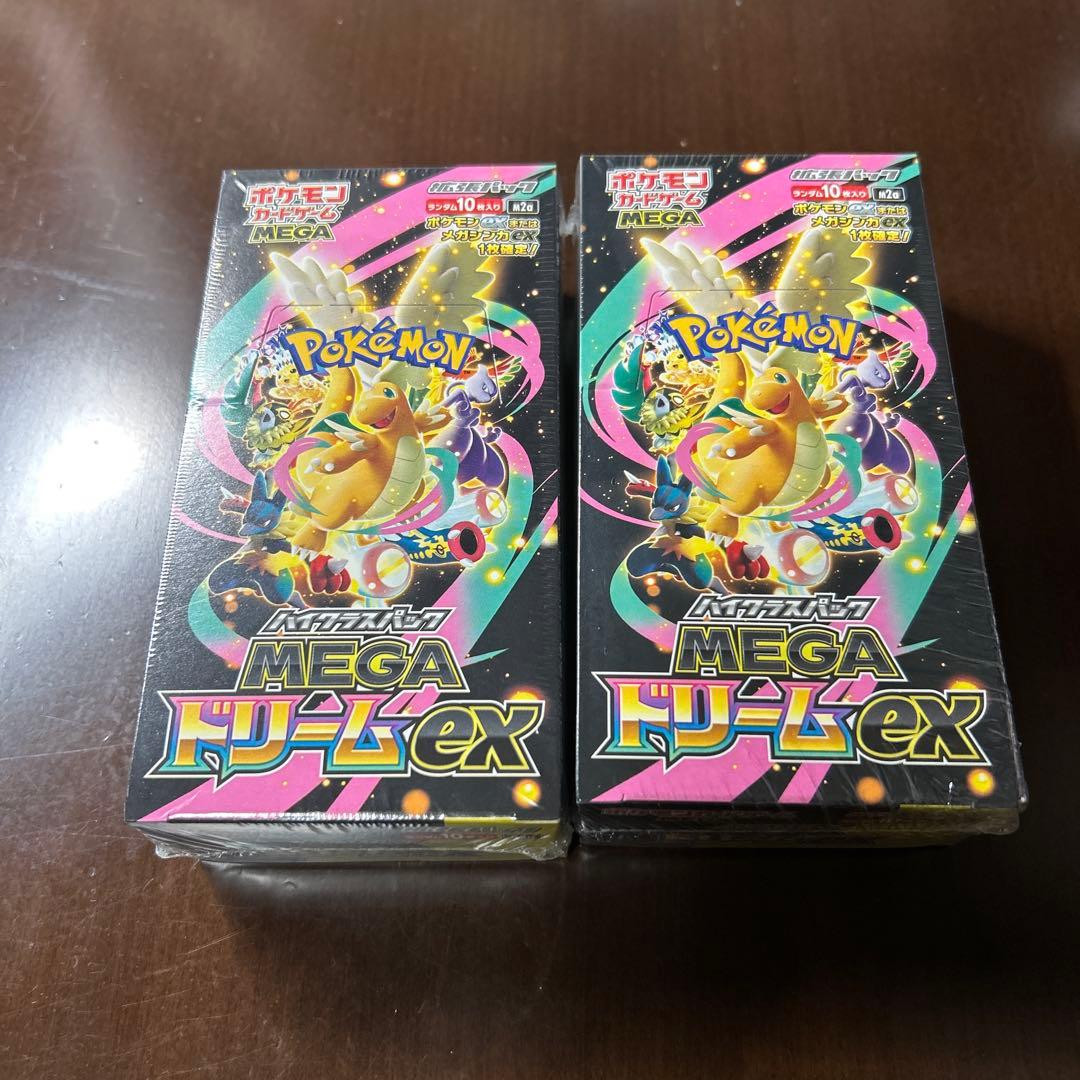 ポケモン
カードゲーム
MEGA
拡張パック
ランダム10枚入り m2a
ポケモンexまたは
メガシンカex
1枚確定!
POKéMON
TM
ハイクラスパック
MEGA
ドリームex
ポケモン
カードゲーム
MEGA
拡張パック
ランダム10枚入り m2a
ポケモンexまたは
メガシンカex
1枚確定!
POKéMON
TM
ハイクラスパック
MEGA
ドリームex